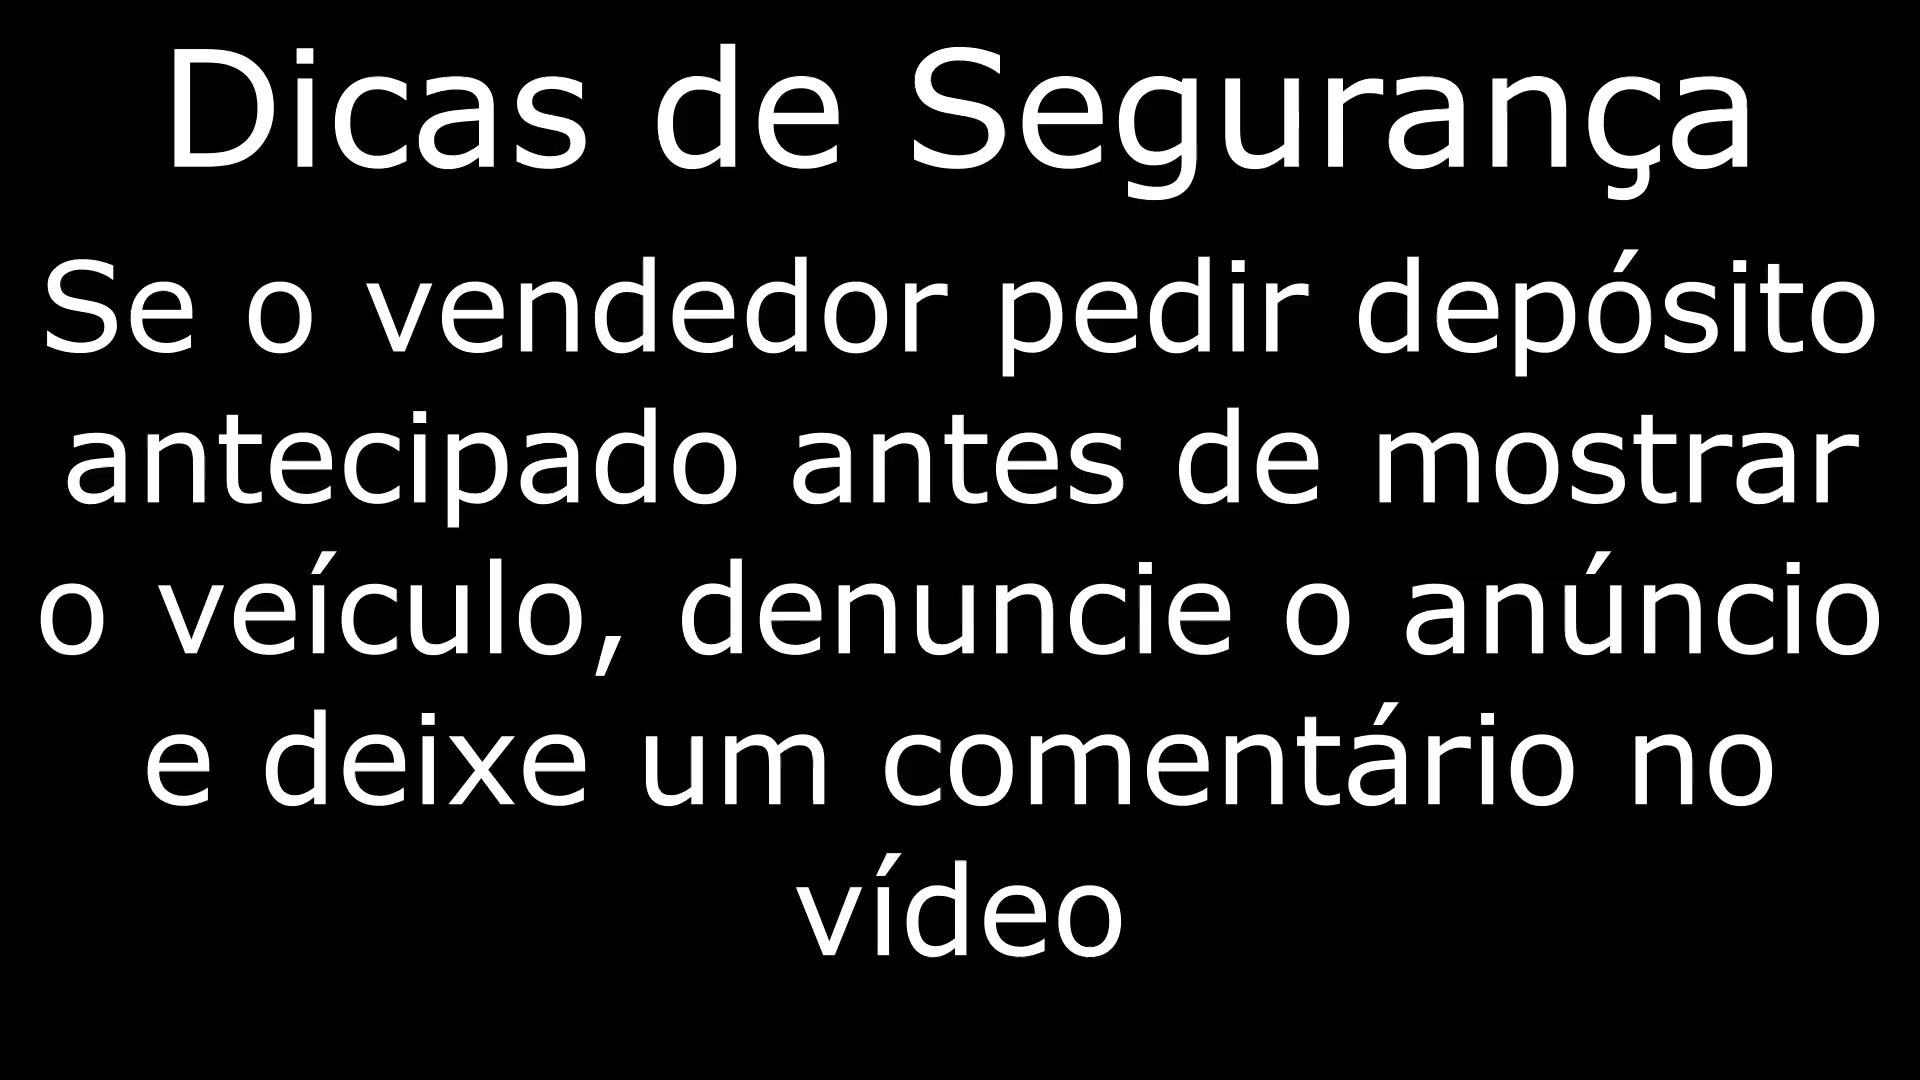 Dicas de Segurança
Se o vendedor pedir depósito
antecipado antes de mostrar
o veículo, denuncie o anúncio
e deixe um comentário no
vídeo